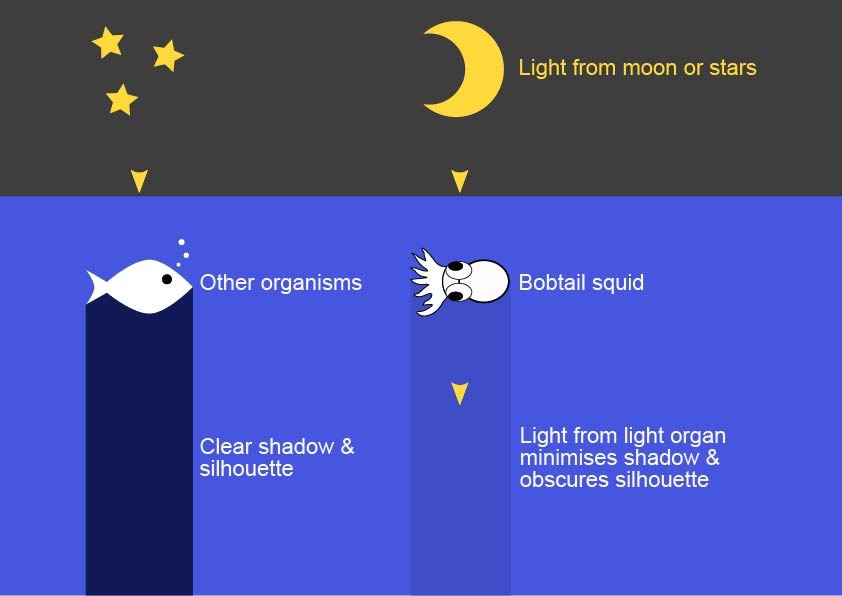 Light from moon or stars
Other organisms
Bobtail squid
Clear shadow &
silhouette
Light from light organ
minimises shadow &
obscures silhouette